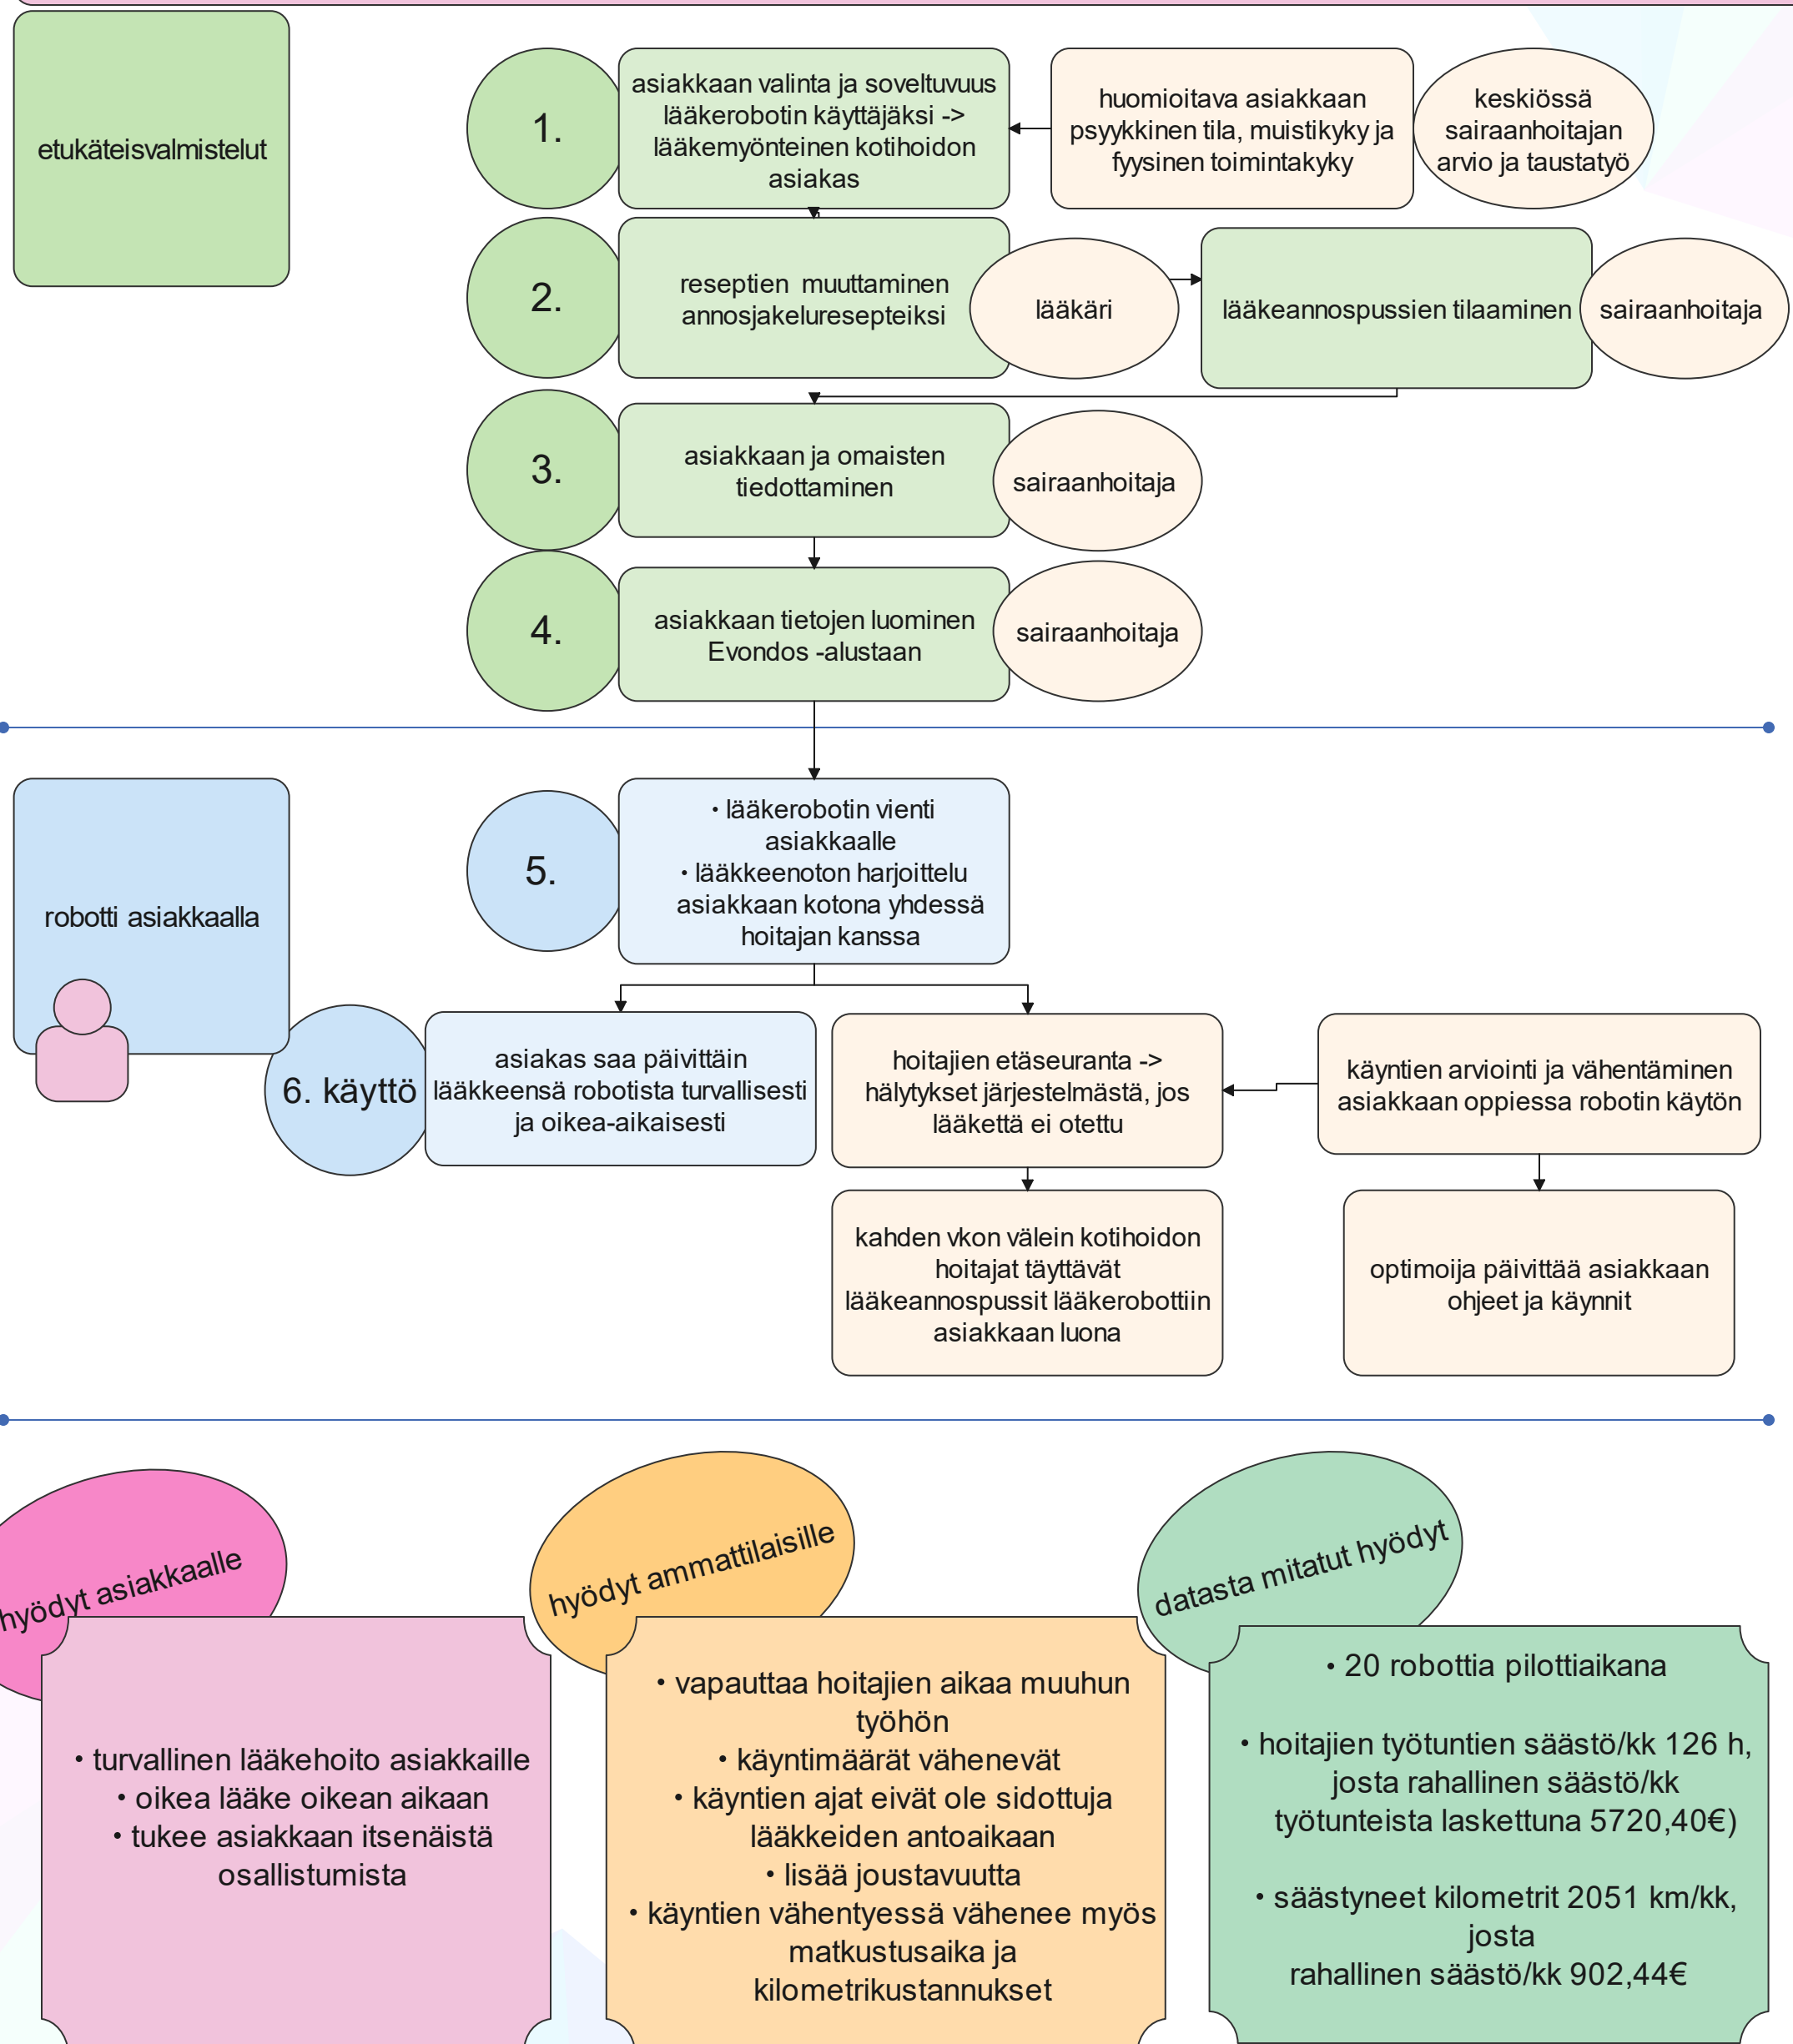 etukäteisvalmistelut
1.
asiakkaan valinta ja soveltuvuus
lääkerobotin käyttäjäksi ->
lääkemyönteinen kotihoidon
asiakas
huomioitava asiakkaan
psyykkinen tila, muistikyky ja
fyysinen toimintakyky
keskiössä
sairaanhoitajan
arvio ja taustatyö
2.
reseptien muuttaminen
annosjakeluresepteiksi
lääkäri
lääkeannospussien tilaaminen
sairaanhoitaja
3.
asiakkaan ja omaisten
tiedottaminen
sairaanhoitaja
4.
asiakkaan tietojen luominen
Evondos -alustaan
sairaanhoitaja
robotti asiakkaalla
5.
• lääkerobotin vienti
asiakkaalle
• lääkkeenoton harjoittelu
asiakkaan kotona yhdessä
hoitajan kanssa
6. käyttö
asiakas saa päivittäin
lääkkeensä robotista turvallisesti
ja oikea-aikaisesti
hoitajien etäseuranta ->
hälytykset järjestelmästä, jos
lääkettä ei otettu
käyntien arviointi ja vähentäminen
asiakkaan oppiessa robotin käytön
kahden vkon välein kotihoidon
hoitajat täyttävät
lääkeannospussit lääkerobottiin
asiakkaan luona
optimoija päivittää asiakkaan
ohjeet ja käynnit
hyödyt asiakkaalle
• turvallinen lääkehoito asiakkaille
• oikea lääke oikean aikaan
• tukee asiakkaan itsenäistä
osallistumista
hyödyt ammattilaisille
• vapauttaa hoitajien aikaa muuhun
työhön
• käyntimäärät vähenevät
• käyntien ajat eivät ole sidottuja
lääkkeiden antoaikaan
• lisää joustavuutta
• käyntien vähentyessä vähenee myös
matkustusaika ja
kilometrikustannukset
datasta mitatut hyödyt
• 20 robottia pilottiaikana
• hoitajien työtuntien säästö/kk 126 h,
josta rahallinen säästö/kk
työtunteista laskettuna 5720,40€)
• säästyneet kilometrit 2051 km/kk,
josta
rahallinen säästö/kk 902,44€